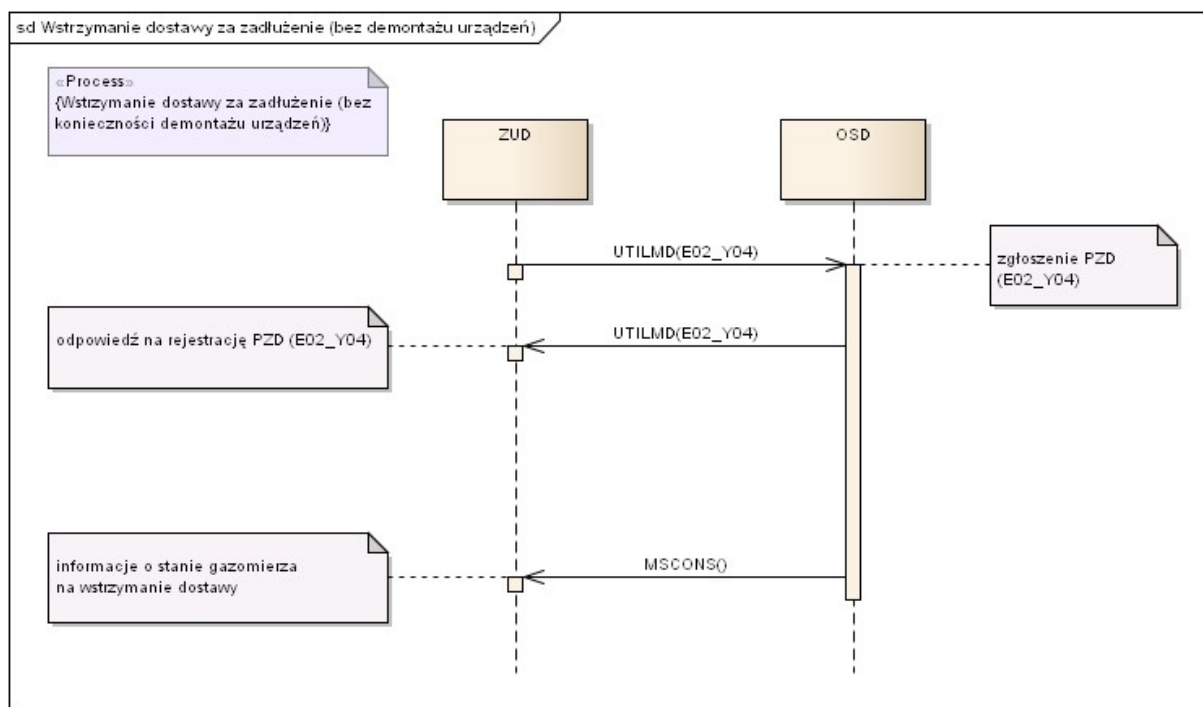 sd Wstrzymanie dostawy za zadłużenie (bez demontażu urządzeń)
«Process»
{Wstrzymanie dostawy za zadłużenie (bez
konieczności demontażu urządzeń)}
ZUD
OSD
UTILMD(E02_Y04)
zgłoszenie PZD
(E02_Y04)
odpowiedź na rejestrację PZD (E02_Y04)
UTILMD(E02_Y04)
informacje o stanie gazomierza
na wstrzymanie dostawy
MSCONS()